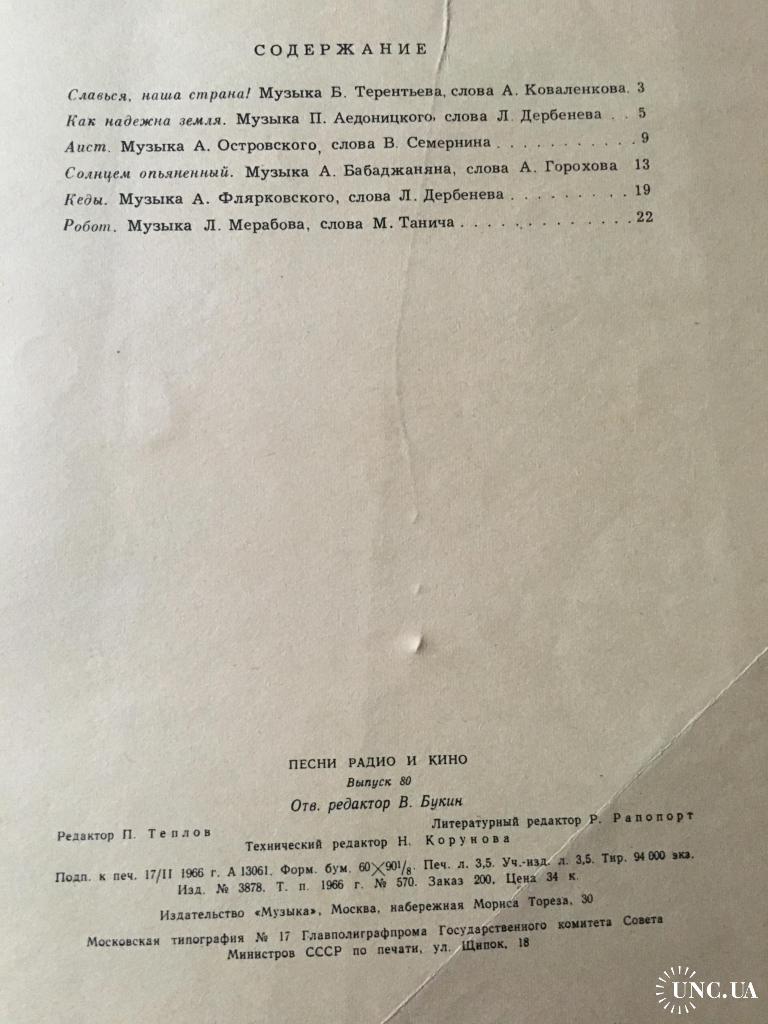 СОДЕРЖАНИЕ
Славься, наша страна! Музыка Б. Терентьева, слова А. Коваленкова. 3
Как надежна земля. Музыка П. Аедоницкого, слова Л. Дербенева . . 5
Аист. Музыка А. Островского, слова В. Семернина . . . . . . . . . . . 9
Солнцем опьяненный. Музыка А. Бабаджаняна, слова А. Горохова 13
Кеды. Музыка А. Флярковского, слова Л. Дербенева . . . . . . . . . 19
Робот. Музыка Л. Мерабова, слова М. Танича . . . . . . . . . . . . . 22
ПЕСНИ РАДИО И КИНО
Выпуск 80
Отв. редактор В. Букин
Редактор П. Теплов Литературный редактор Р. Рапопорт
Технический редактор Н. Корунова
Подп. к печ. 17/II 1966 г. А 13061. Форм. бум. 60×90 1/8. Печ. л. 3,5. Уч.-изд. л. 3,5. Тир. 94 000 экз.
Изд. № 3878. Т. п. 1966 г. № 570. Заказ 200. Цена 34 к.
Издательство «Музыка», Москва, набережная Мориса Тореза, 30
Московская типография № 17 Главполиграфпрома Государственного комитета Совета
Министров СССР по печати, ул. Щипок, 18
UNC.UA